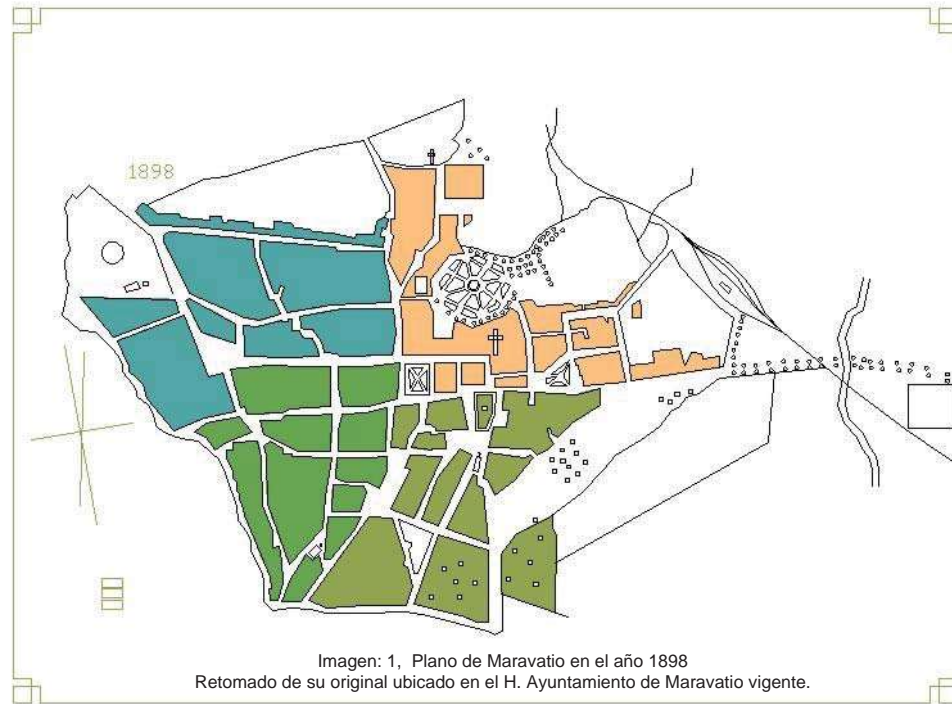 1898
Imagen: 1, Plano de Maravatio en el año 1898
Retomado de su original ubicado en el H. Ayuntamiento de Maravatio vigente.